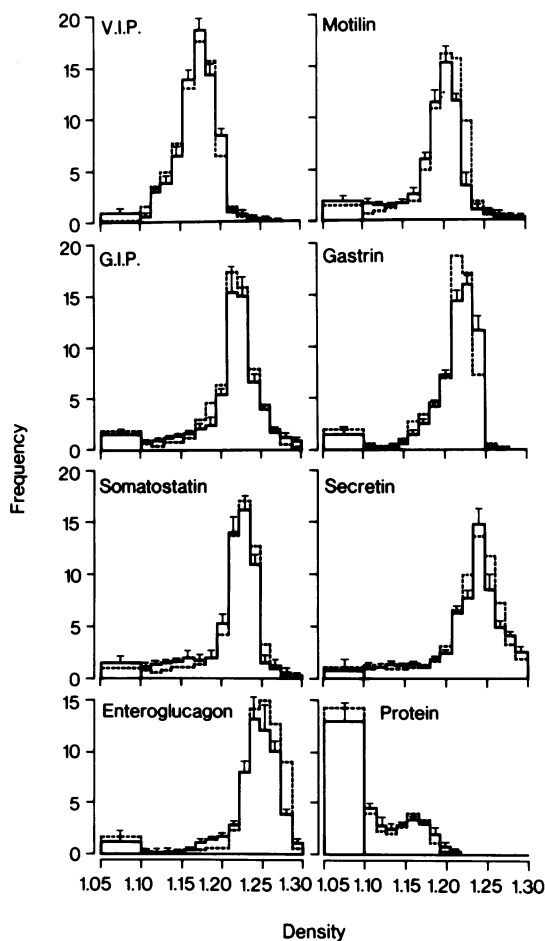 V.I.P.
Motilin
20
15
10
5
0
G.I.P.
Gastrin
20
15
10
5
0
Frequency
Somatostatin
Secretin
20
15
10
5
0
Enteroglucagon
Protein
15
10
5
0
1.05 1.10 1.15 1.20 1.25 1.30 1.05 1.10 1.15 1.20 1.25 1.30
Density